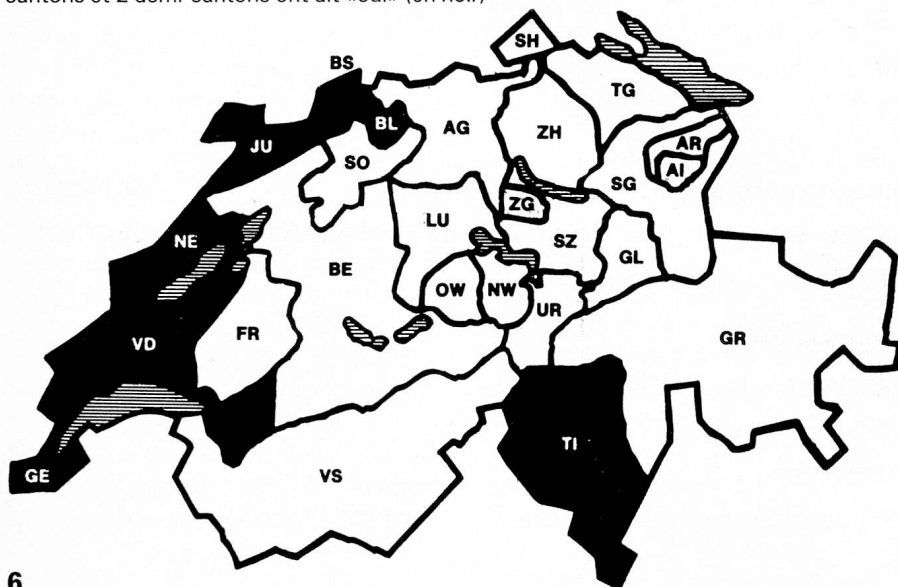 cantons et 2 demi-cantons ont dit «oui» (en noir)
SH
BS
TG
BL
AG
ZH
JU
AR
SO
AI
SG
ZG
LU
NE
SZ
GL
BE
OW
NW
UR
FR
VD
GR
TI
GE
VS
6